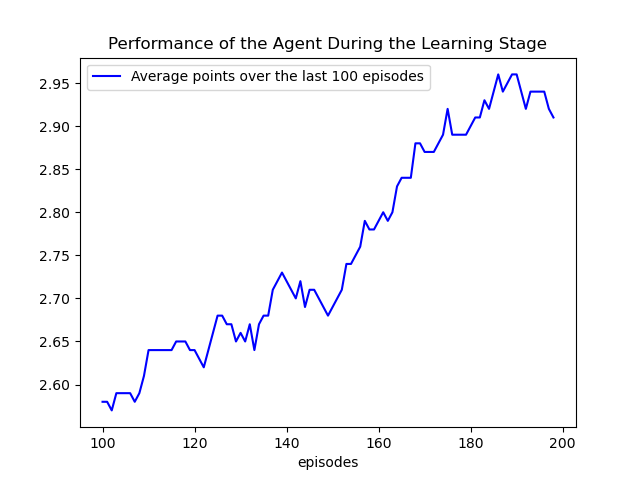 Performance of the Agent During the Learning Stage
Average points over the last 100 episodes
2.95
2.90
2.85
2.80
2.75
2.70
2.65
2.60
100 120 140 160 180 200
episodes